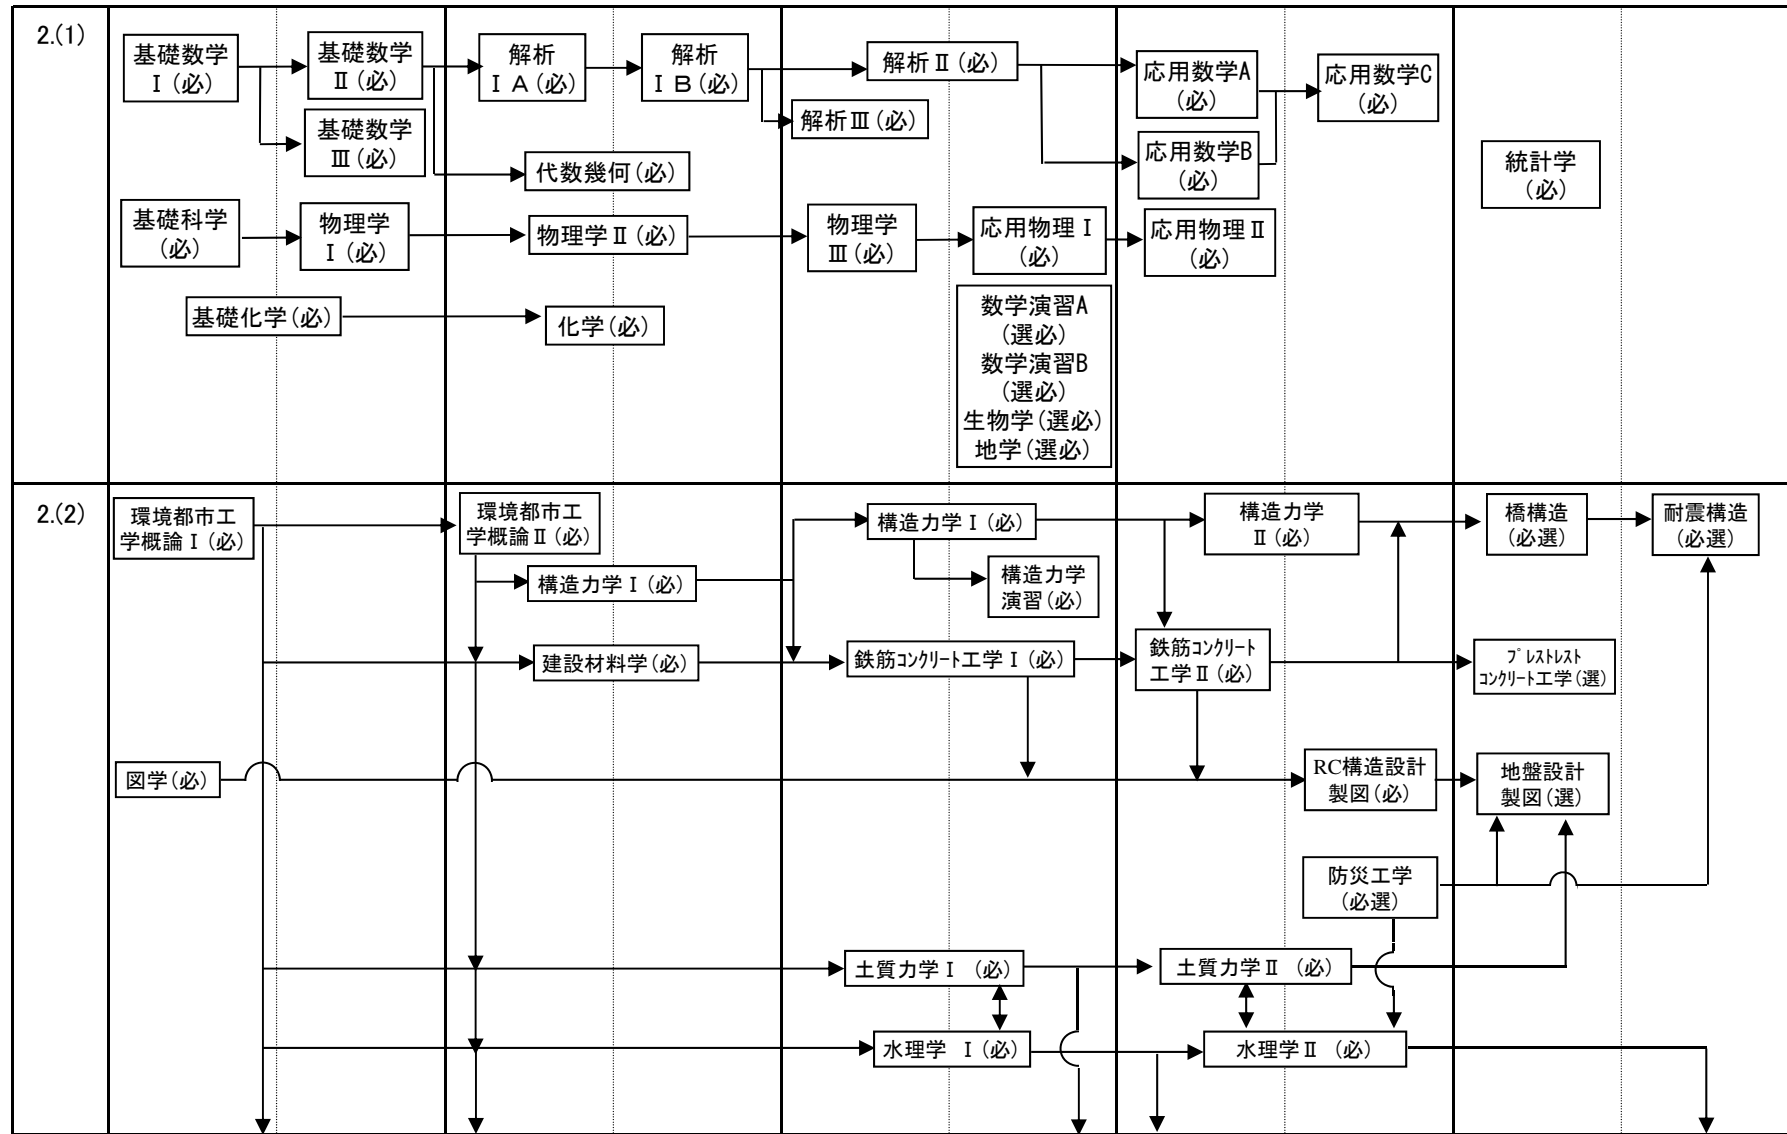 2.(1)
基礎数学
Ⅰ(必)
基礎数学
Ⅱ(必)
基礎数学
Ⅲ(必)
解析
Ⅰ A(必)
解析
Ⅰ B(必)
解析Ⅱ(必)
解析Ⅲ(必)
応用数学A
(必)
応用数学B
(必)
応用数学C
(必)
統計学
(必)
代数幾何(必)
基礎科学
(必)
物理学
Ⅰ(必)
物理学Ⅱ(必)
物理学
Ⅲ(必)
応用物理Ⅰ
(必)
応用物理Ⅱ
(必)
基礎化学(必)
化学(必)
数学演習A
(選必)
数学演習B
(選必)
生物学(選必)
地学(選必)
2.(2)
環境都市工
学概論Ⅰ(必)
環境都市工
学概論Ⅱ(必)
構造力学Ⅰ(必)
構造力学
Ⅱ(必)
橋構造
(必選)
耐震構造
(必選)
構造力学Ⅰ(必)
構造力学
演習(必)
建設材料学(必)
鉄筋ｺﾝｸﾘｰﾄ工学Ⅰ(必)
鉄筋ｺﾝｸﾘｰﾄ
工学Ⅱ(必)
ﾌﾟﾚｽﾄﾚｽﾄ
ｺﾝｸﾘｰﾄ工学(選)
図学(必)
RC構造設計
製図(必)
地盤設計
製図(選)
防災工学
(必選)
土質力学Ⅰ (必)
土質力学Ⅱ (必)
水理学 Ⅰ(必)
水理学Ⅱ (必)